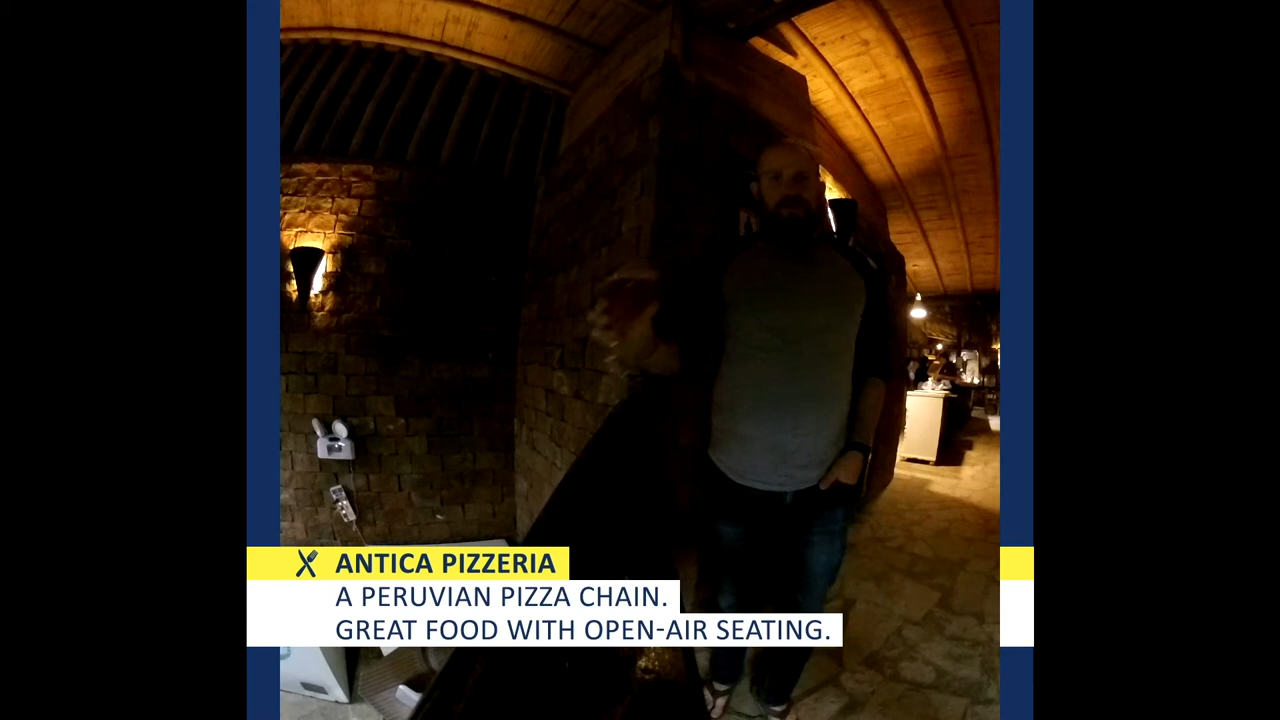 ANTICA PIZZERIA
A PERUVIAN PIZZA CHAIN.
GREAT FOOD WITH OPEN-AIR SEATING.